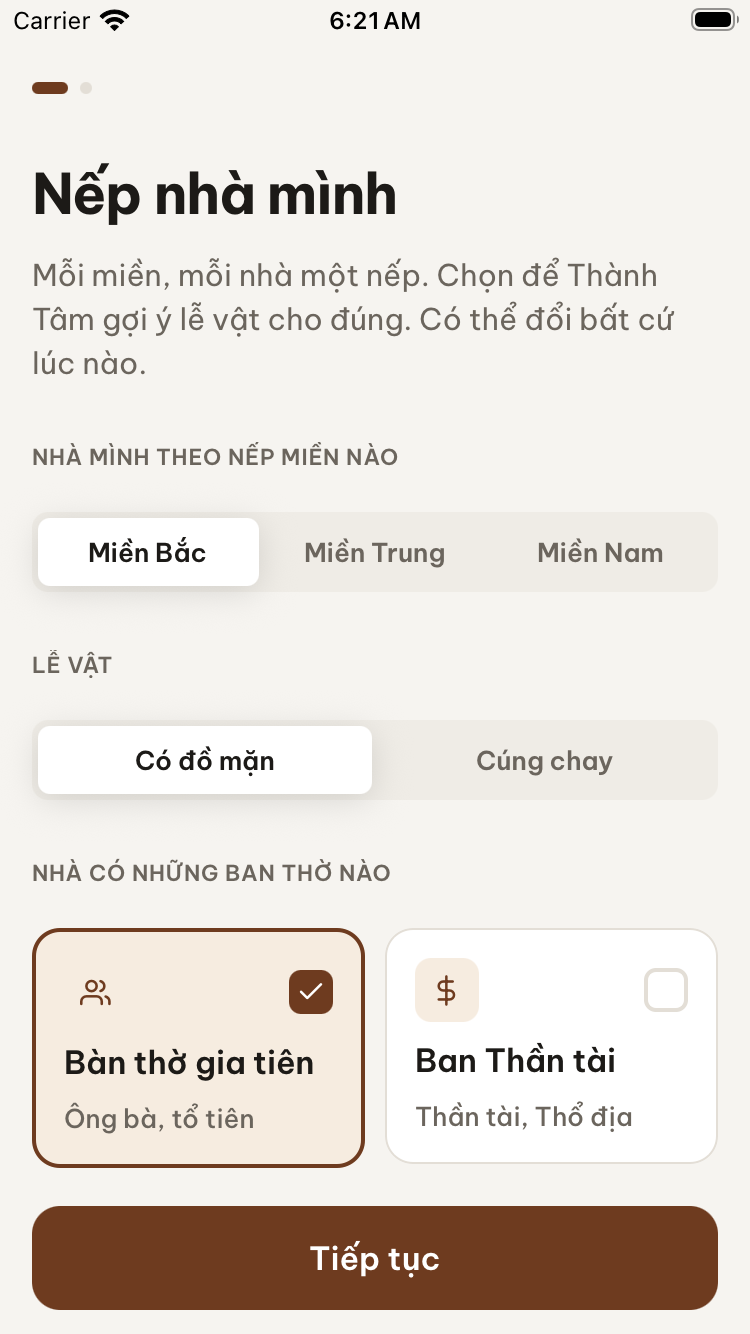 Carrier 6:21 AM
Nếp nhà mình
Mỗi miền, mỗi nhà một nếp. Chọn để Thành
Tâm gợi ý lễ vật cho đúng. Có thể đổi bất cứ
lúc nào.
NHÀ MÌNH THEO NẾP MIỀN NÀO
Miền Bắc Miền Trung Miền Nam
LỄ VẬT
Có đồ mặn Cúng chay
NHÀ CÓ NHỮNG BAN THỜ NÀO
Bàn thờ gia tiên
Ông bà, tổ tiên
$
Ban Thần tài
Thần tài, Thổ địa
Tiếp tục